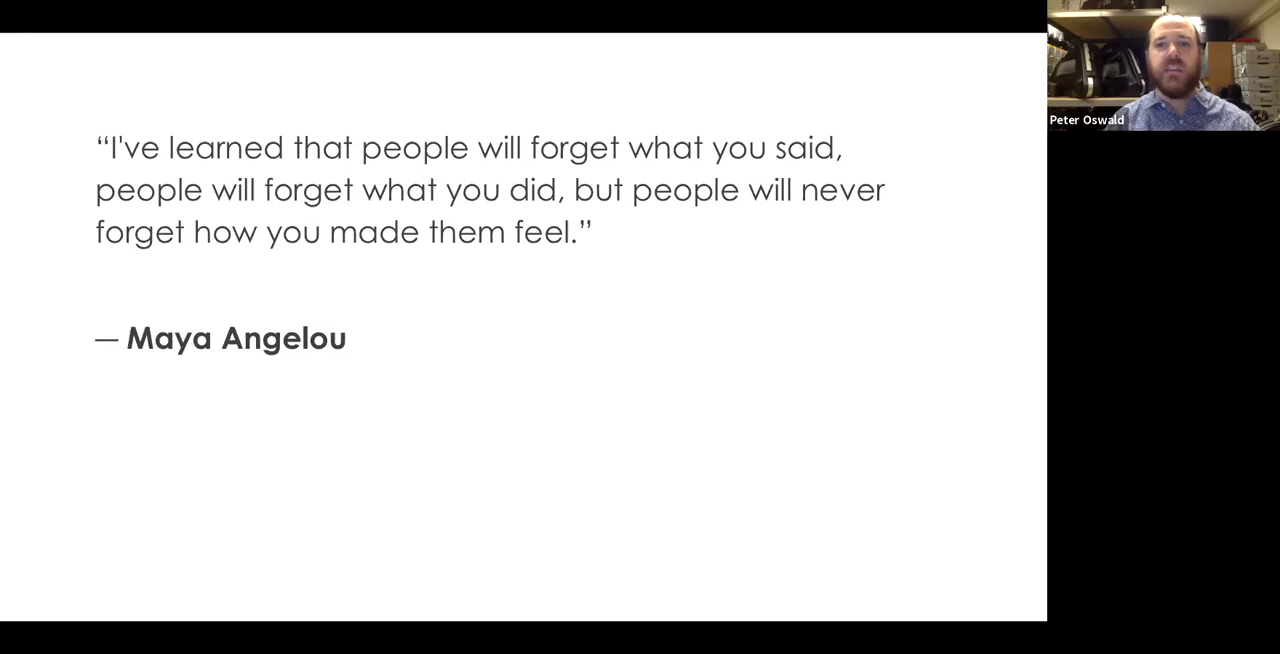 “I've learned that people will forget what you said,
people will forget what you did, but people will never
forget how you made them feel.”
— Maya Angelou
Peter Oswald